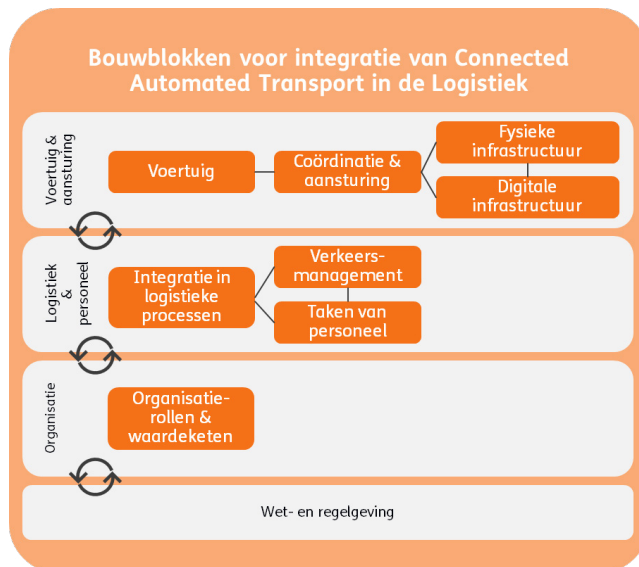 Bouwblokken voor integratie van Connected
Automated Transport in de Logistiek
Voertuig &
aansturing
Voertuig
Coördinatie &
aansturing
Fysieke
infrastructuur
Digitale
infrastructuur
Logistiek
&
personeel
Integratie in
logistieke
processen
Verkeers-
management
Taken van
personeel
Organisatie
Organisatie-
rollen &
waardeketen
Wet- en regelgeving